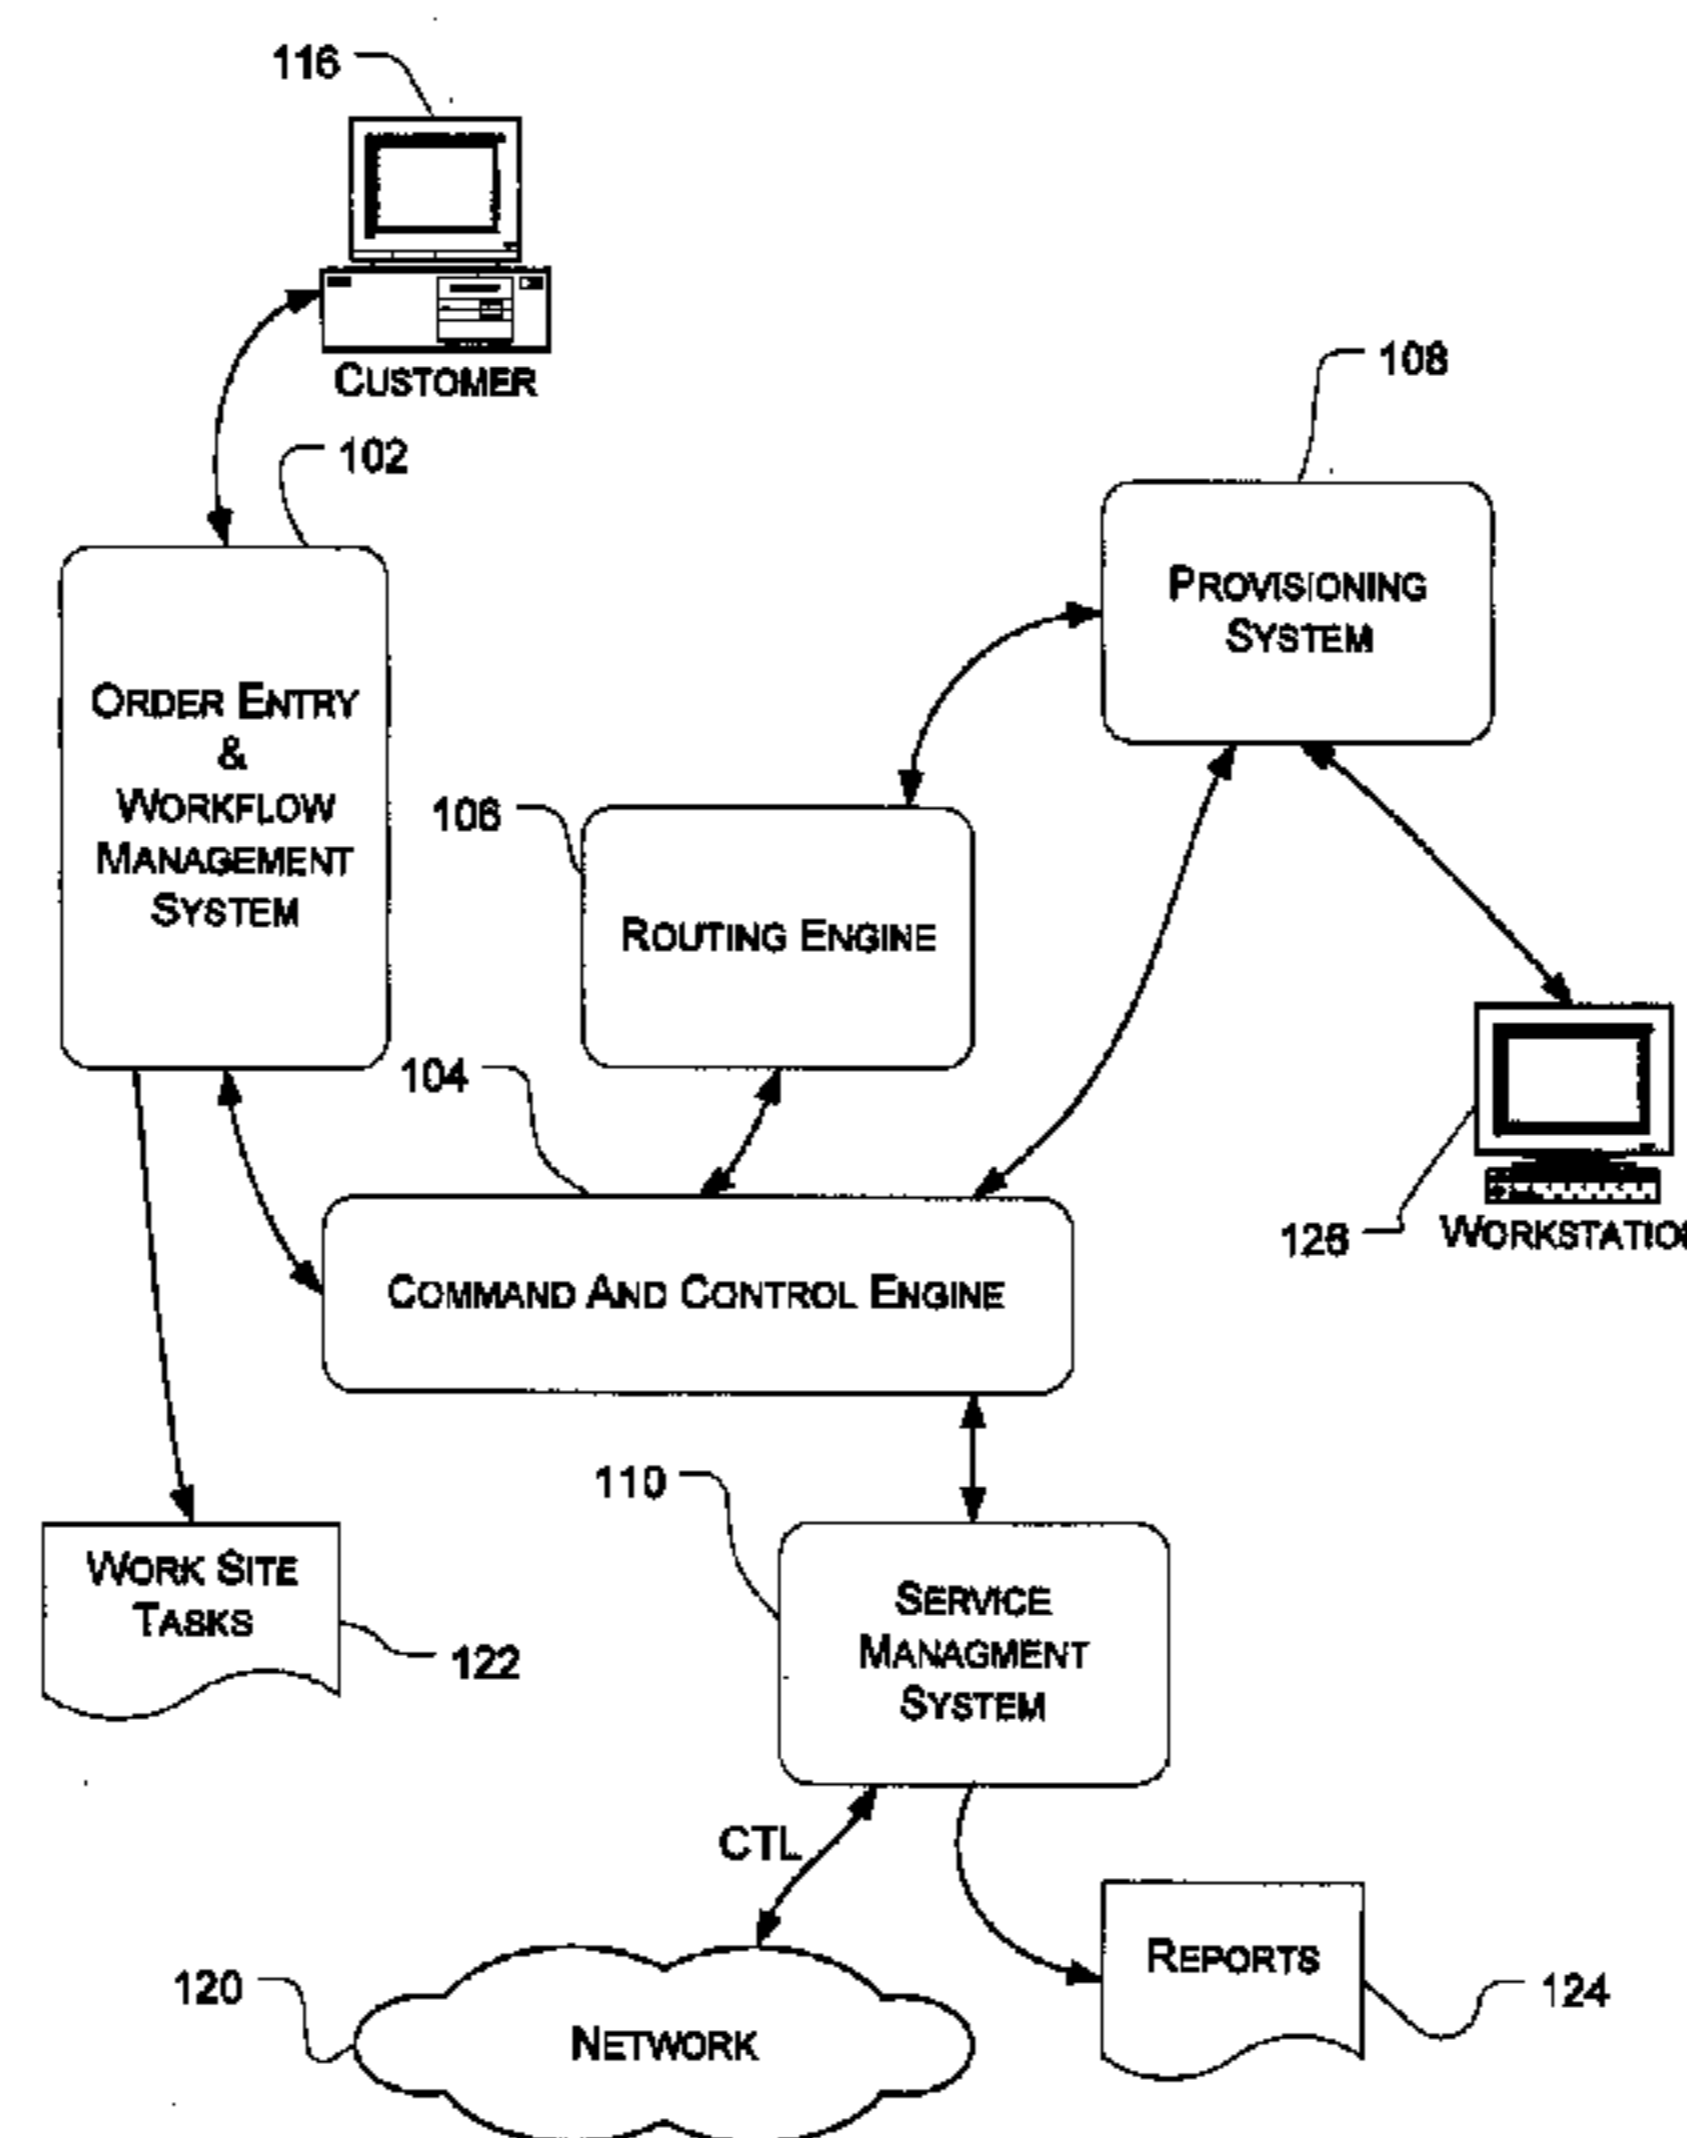 116
CUSTOMER
102
108
PROVISIONING
SYSTEM
ORDER ENTRY
&
WORKFLOW
MANAGEMENT
SYSTEM
106
ROUTING ENGINE
104
126
WORKSTATIO
COMMAND AND CONTROL ENGINE
110
WORK SITE
TASKS
122
SERVICE
MANAGMENT
SYSTEM
CTL
REPORTS
120
124
NETWORK